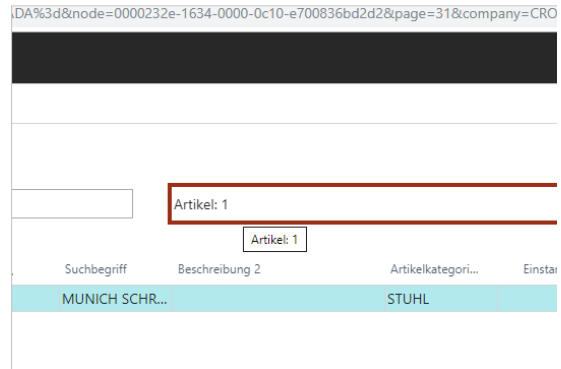 ADA%3d&node=0000232e-1634-0000-0c10-e700836bd2d2&page=31&company=CRO
Artikel: 1
Artikel: 1
Suchbegriff Beschreibung 2 Artikelkategori... Einstan
MUNICH SCHR... STUHL